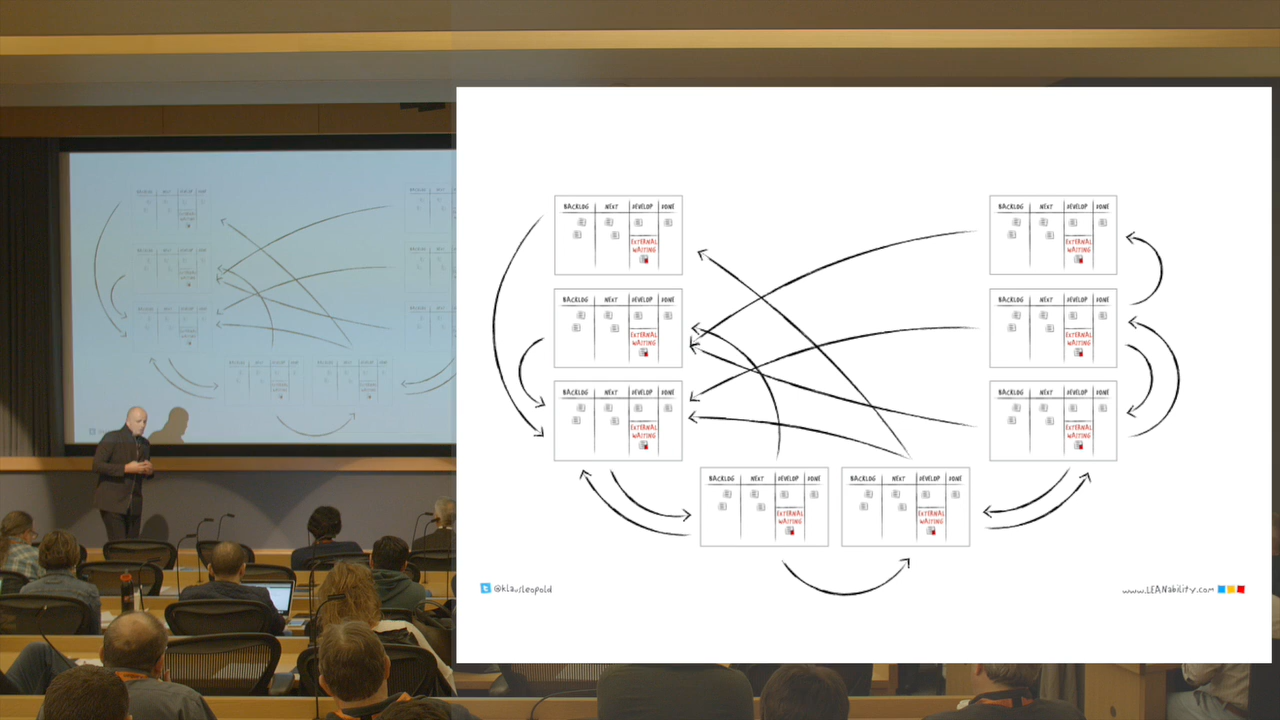 BACKLOG NEXT DEVELOP DONE
EXTERNAL
WAITING
BACKLOG NEXT DEVELOP DONE
EXTERNAL
WAITING
BACKLOG NEXT DEVELOP DONE
EXTERNAL
WAITING
BACKLOG NEXT DEVELOP DONE
EXTERNAL
WAITING
BACKLOG NEXT DEVELOP DONE
EXTERNAL
WAITING
BACKLOG NEXT DEVELOP DONE
EXTERNAL
WAITING
BACKLOG NEXT DEVELOP DONE
EXTERNAL
WAITING
BACKLOG NEXT DEVELOP DONE
EXTERNAL
WAITING
@klausleopold
www.LEANability.com